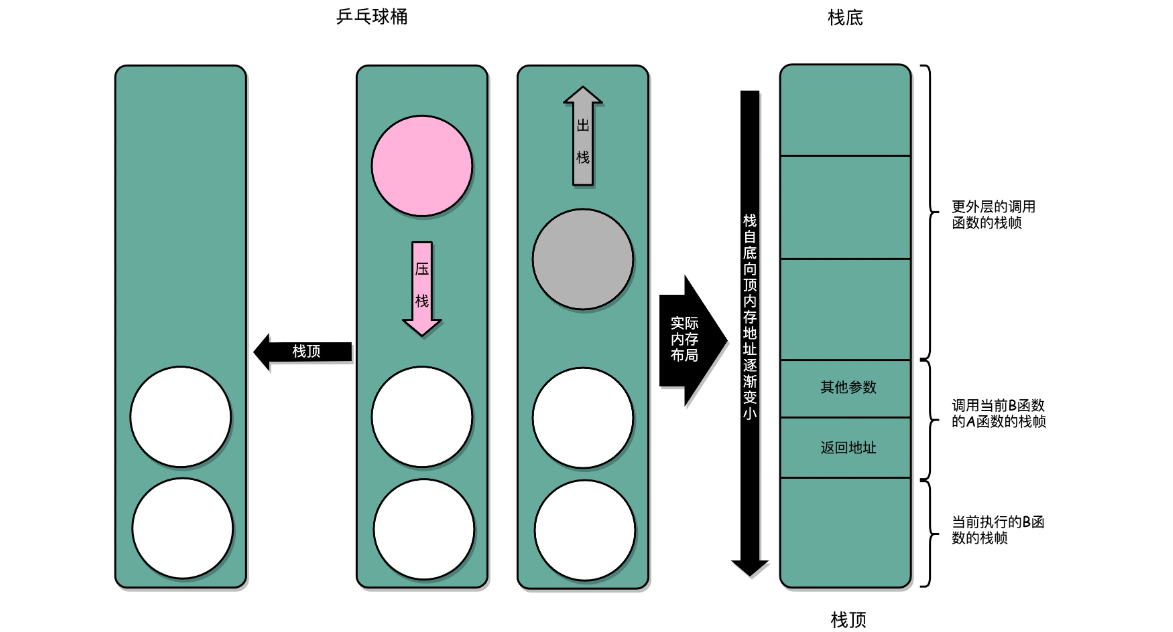 乒乓球桶
栈底
压
栈
出
栈
栈顶
实际
内存
布局
栈自底向顶内存地址逐渐变小
更外层的调用
函数的栈帧
其他参数
返回地址
调用当前B函数
的A函数的栈帧
当前执行的B函
数的栈帧
栈顶